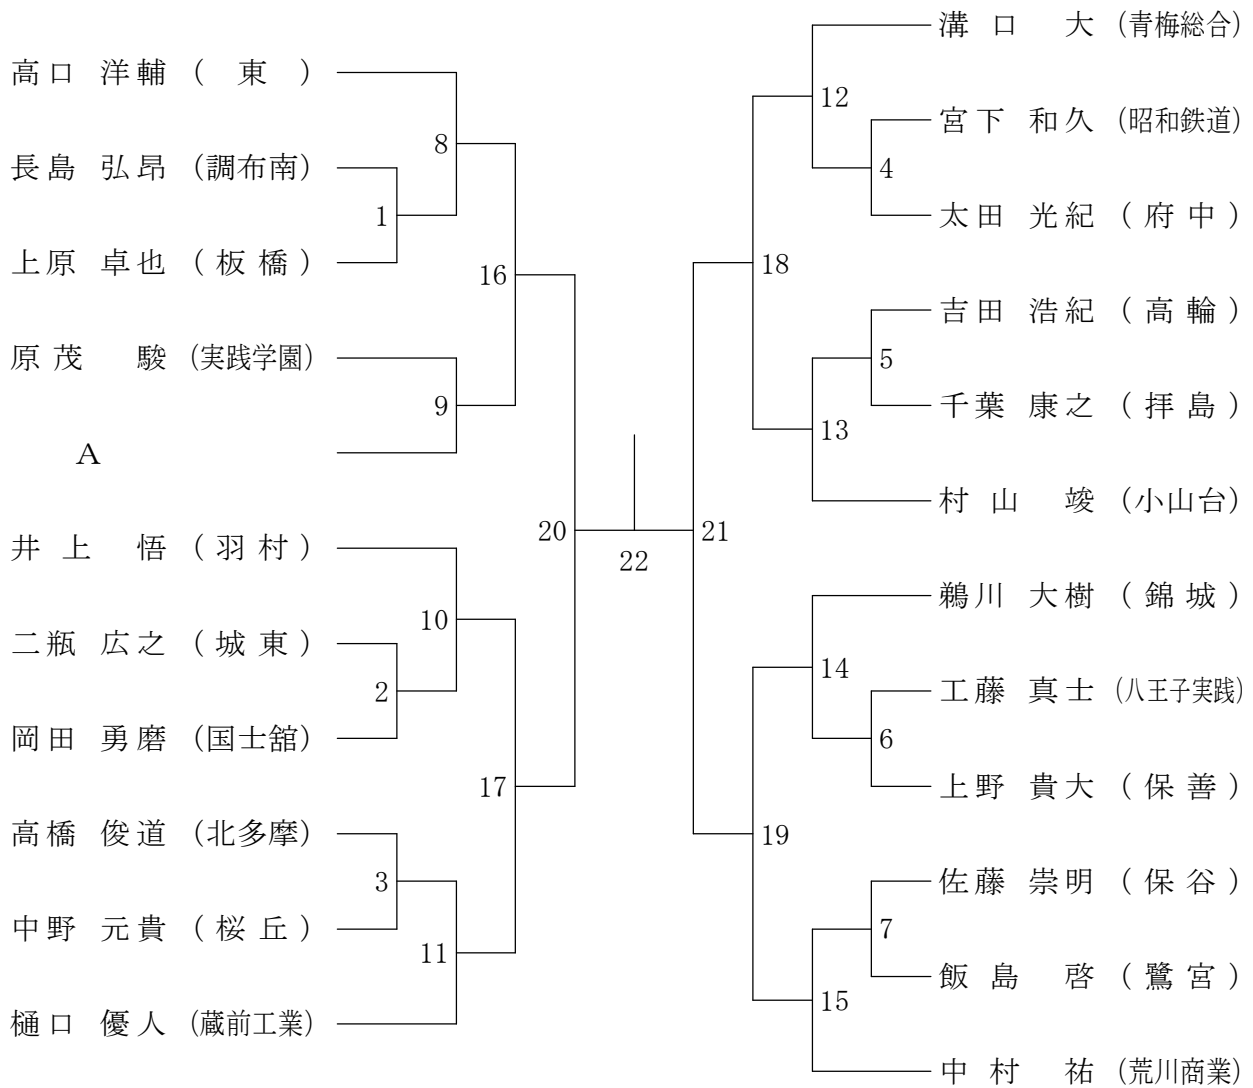 高口 洋輔 (東)
8
長島 弘昂 (調布南)
1
上原 卓也 (板橋)
16
原茂 駿 (実践学園)
9
A
20
井上 悟 (羽村)
10
二瓶 広之 (城東)
2
岡田 勇磨 (国士舘)
17
高橋 俊道 (北多摩)
3
中野 元貴 (桜丘)
11
樋口 優人 (蔵前工業)
22
溝口 大 (青梅総合)
12
宮下 和久 (昭和鉄道)
4
太田 光紀 (府中)
18
吉田 浩紀 (高輪)
5
千葉 康之 (拝島)
13
村山 竣 (小山台)
21
鵜川 大樹 (錦城)
14
工藤 真士 (八王子実践)
6
上野 貴大 (保善)
19
佐藤 崇明 (保谷)
7
飯島 啓 (鷺宮)
15
中村 祐 (荒川商業)